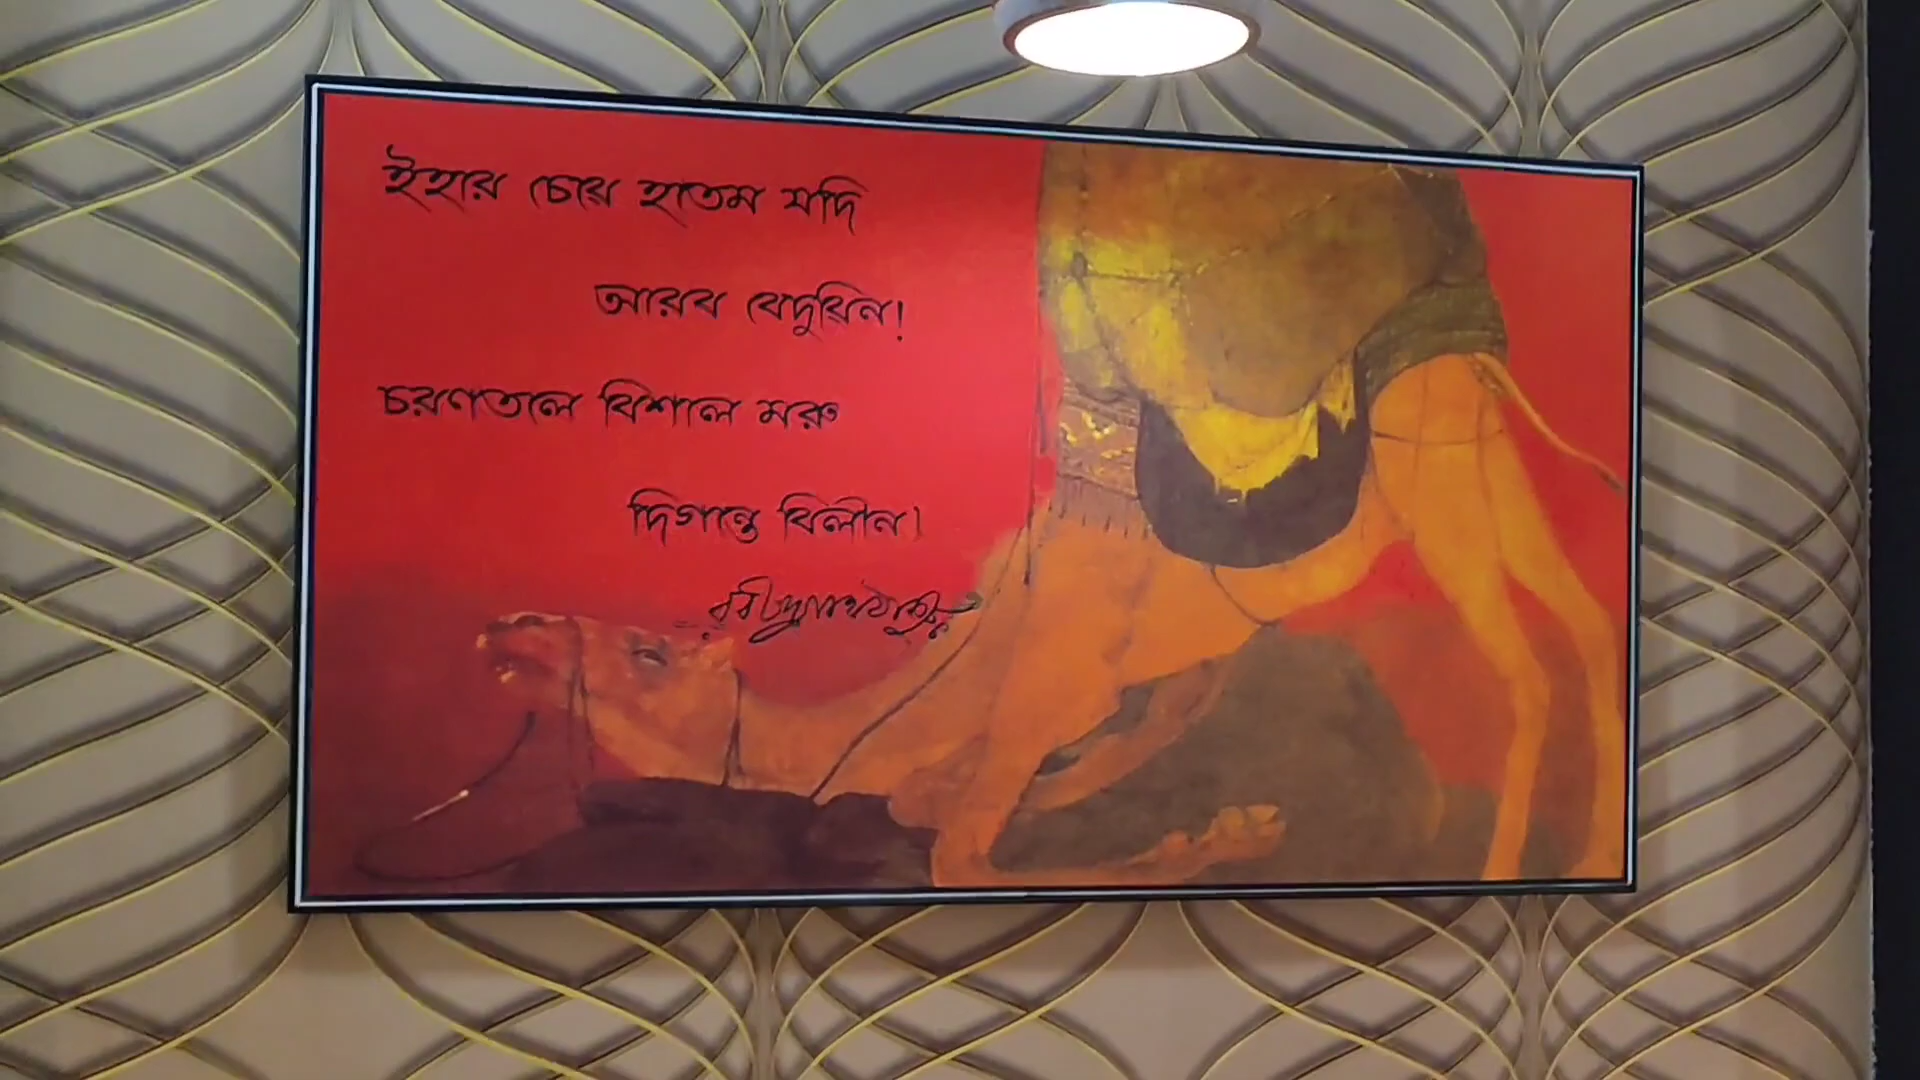 ইহার চেয়ে হতেম যদি
আরব বেদুয়িন!
চরণতলে বিশাল মরু
দিগন্তে বিলীন।
রবীন্দ্রনাথ ঠাকুর